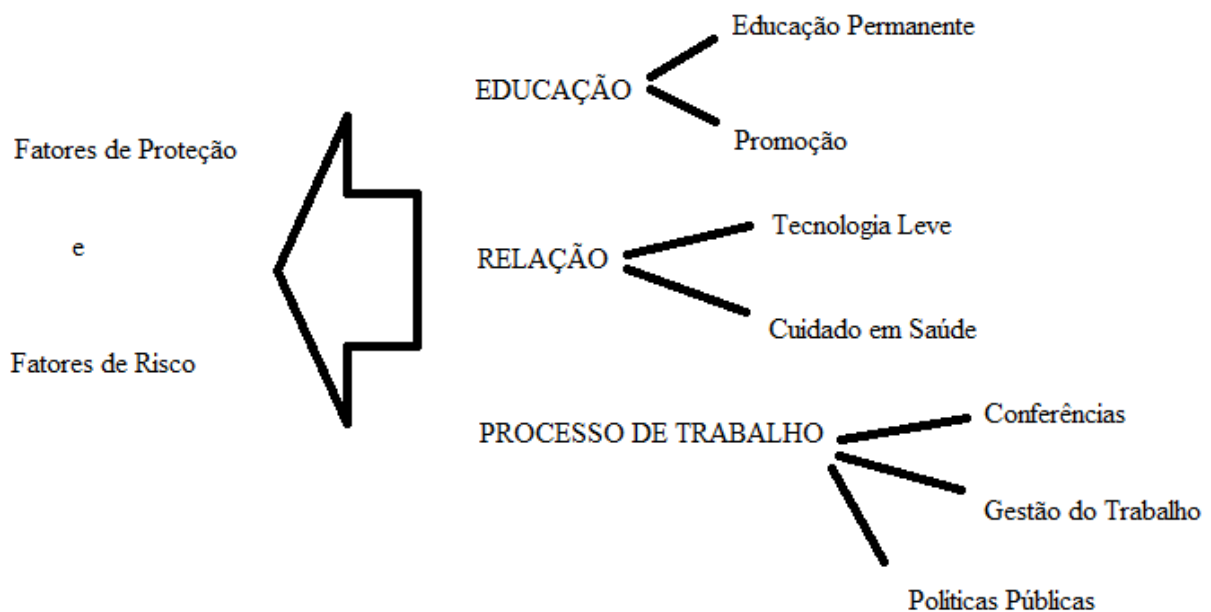 Fatores de Proteção
e
Fatores de Risco
EDUCAÇÃO
Educação Permanente
Promoção
RELAÇÃO
Tecnologia Leve
Cuidado em Saúde
PROCESSO DE TRABALHO
Conferências
Gestão do Trabalho
Políticas Públicas